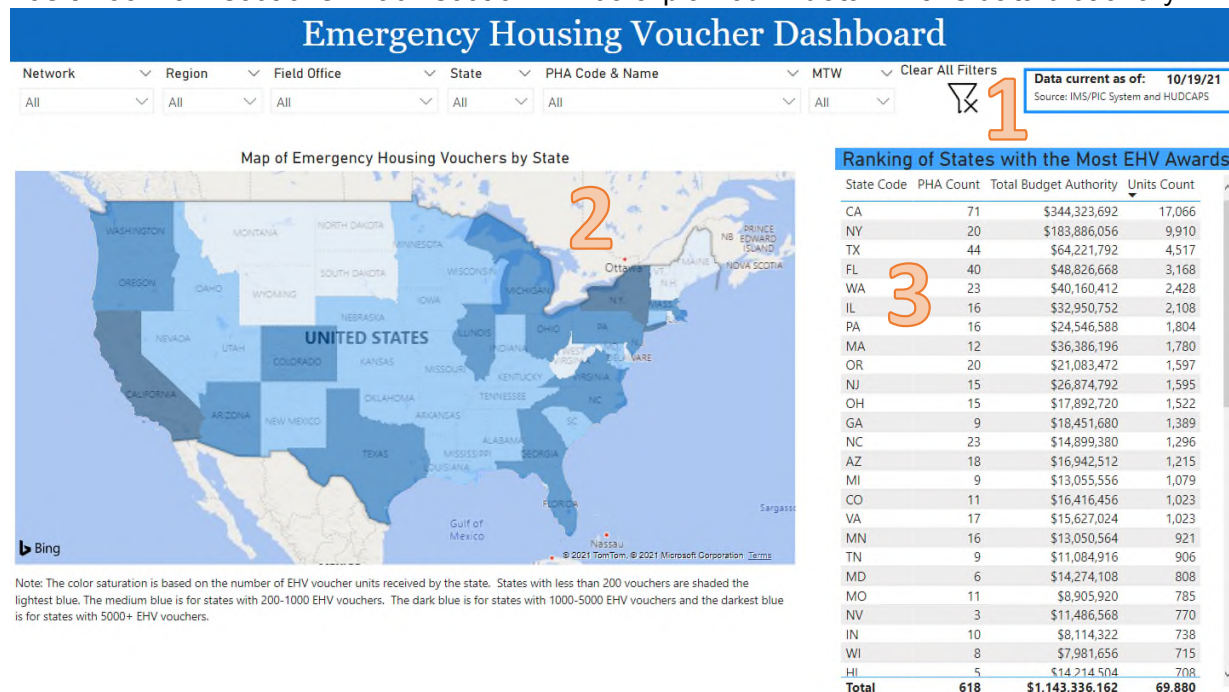 Emergency Housing Voucher Dashboard
Network Region Field Office State PHA Code & Name MTW Clear All Filters
All All All All All All
Data current as of: 10/19/21
Source: IMS/PIC System and HUDCAPS
1
Map of Emergency Housing Vouchers by State
2
WASHINGTON MONTANA NORTH DAKOTA MINNESOTA
OREGON IDAHO WYOMING SOUTH DAKOTA WISCONSIN MICHIGAN
NEVADA UTAH COLORADO NEBRASKA KANSAS IOWA ILLINOIS INDIANA OHIO PA N.Y. MASS
UNITED STATES
CALIFORNIA ARIZONA NEW MEXICO OKLAHOMA MISSOURI KENTUCKY WEST VIRGINIA VIRGINIA
TEXAS ARKANSAS TENNESSEE NC SC
LOUISIANA MISSISSIPPI ALABAMA GEORGIA FLORIDA
Ottawa VT N.H. MAINE NB PRINCE EDWARD ISLAND NOVA SCOTIA
Gulf of Mexico
Nassau
Bing
© 2021 TomTom, © 2021 Microsoft Corporation Terms
Note: The color saturation is based on the number of EHV voucher units received by the state. States with less than 200 vouchers are shaded the
lightest blue. The medium blue is for states with 200-1000 EHV vouchers. The dark blue is for states with 1000-5000 EHV vouchers and the darkest blue
is for states with 5000+ EHV vouchers.
Ranking of States with the Most EHV Awards
State Code PHA Count Total Budget Authority Units Count
CA 71 $344,323,692 17,066
NY 20 $183,886,056 9,910
TX 44 $64,221,792 4,517
FL 40 $48,826,668 3,168
WA 23 $40,160,412 2,428
3
IL 16 $32,950,752 2,108
PA 16 $24,546,588 1,804
MA 12 $36,386,196 1,780
OR 20 $21,083,472 1,597
NJ 15 $26,874,792 1,595
OH 15 $17,892,720 1,522
GA 9 $18,451,680 1,389
NC 23 $14,899,380 1,296
AZ 18 $16,942,512 1,215
MI 9 $13,055,556 1,079
CO 11 $16,416,456 1,023
VA 17 $15,627,024 1,023
MN 16 $13,050,564 921
TN 9 $11,084,916 906
MD 6 $14,274,108 808
MO 11 $8,905,920 785
NV 3 $11,486,568 770
IN 10 $8,114,322 738
WI 8 $7,981,656 715
HI 5 $14,214,504 708
Total 618 $1,143,336,162 69,880